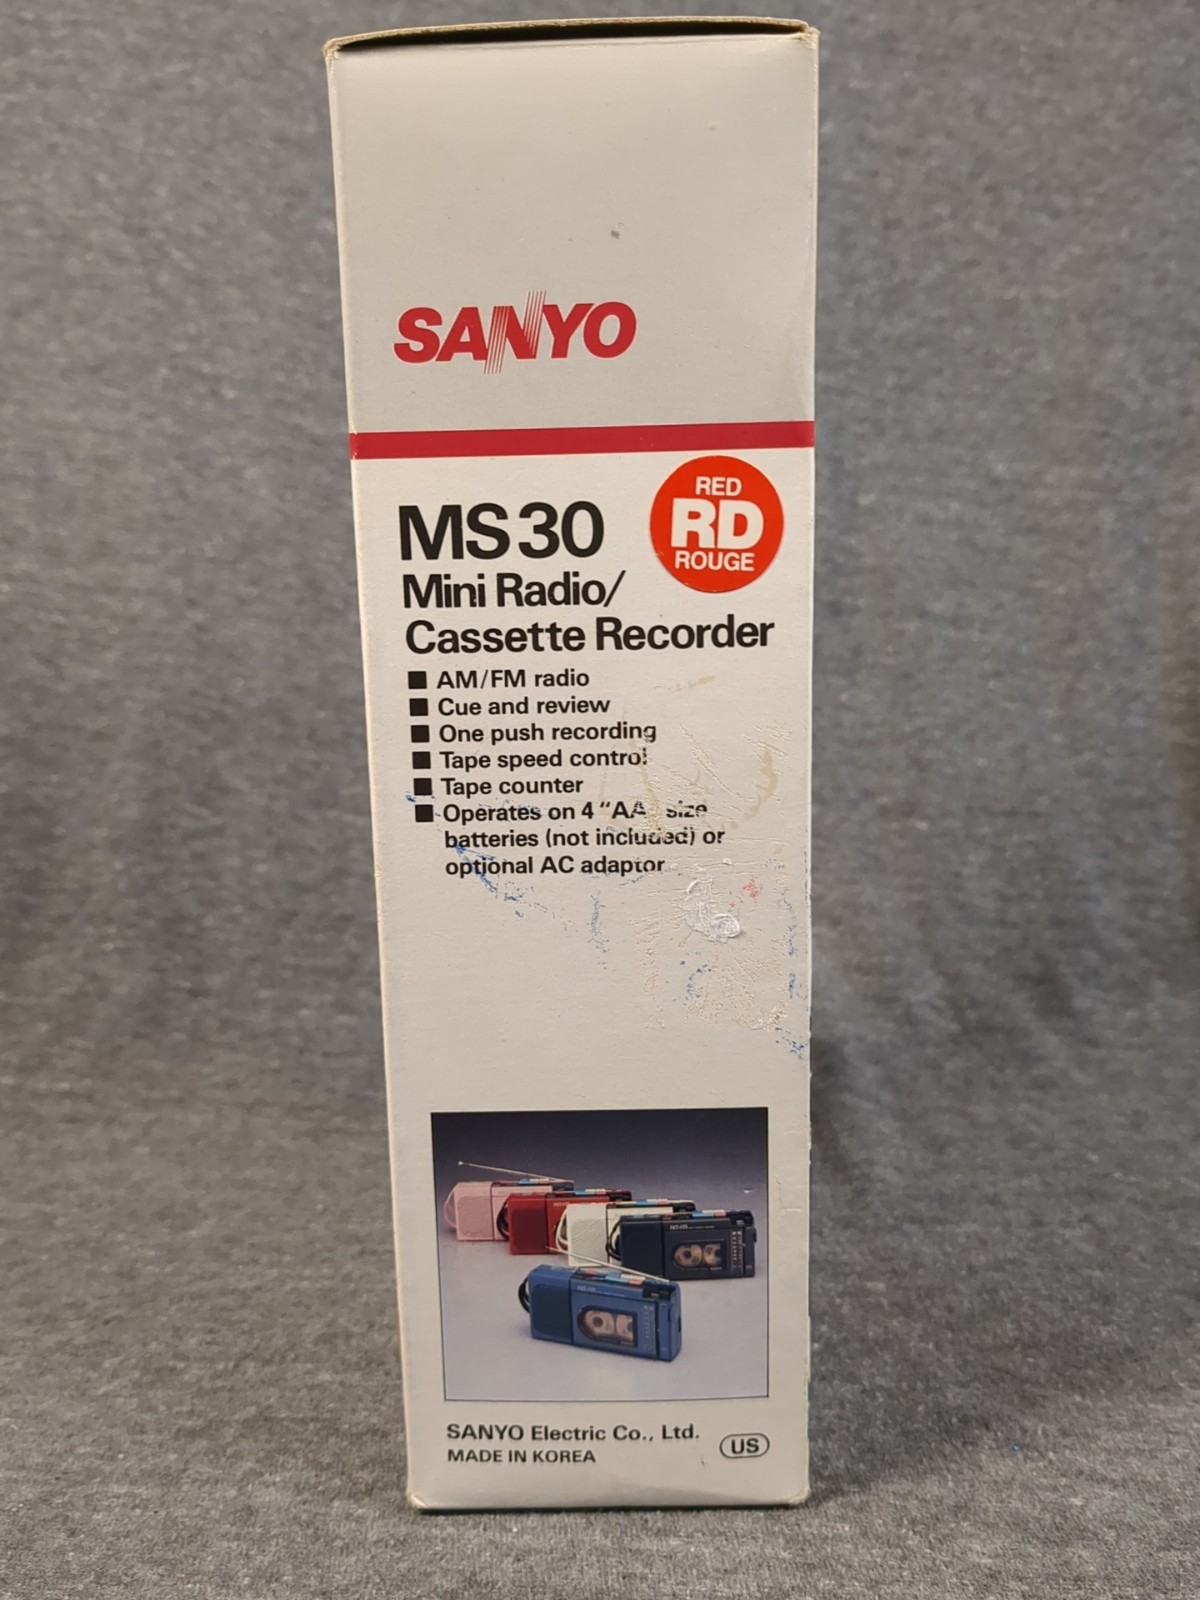 SANYO
RED
RD
ROUGE
MS30
Mini Radio/
Cassette Recorder
■ AM/FM radio
■ Cue and review
■ One push recording
■ Tape speed control
■ Tape counter
■ Operates on 4 "AA" size
batteries (not included) or
optional AC adaptor
SANYO Electric Co., Ltd.
MADE IN KOREA
US